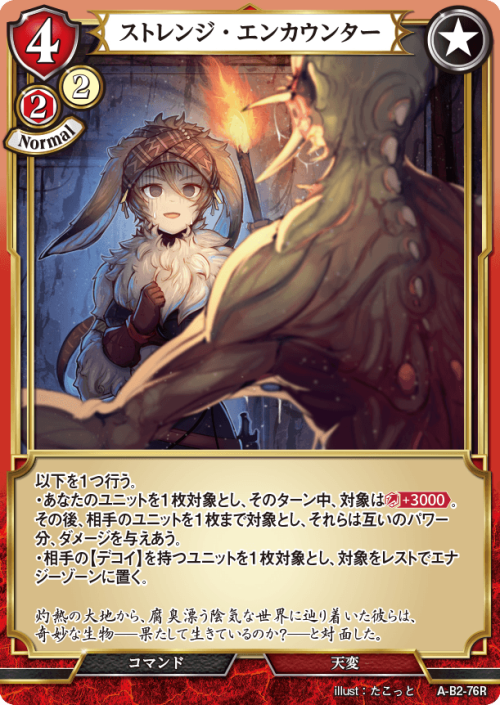 4
ストレンジ・エンカウンター
2
2
Normal
以下を1つ行う。
・あなたのユニットを1枚対象とし、そのターン中、対象は+3000。
その後、相手のユニットを1枚まで対象とし、それらは互いのパワー
分、ダメージを与えあう。
・相手の【デコイ】を持つユニットを1枚対象とし、対象をレストでエナ
ジーゾーンに置く。
灼熱の大地から、腐臭漂う陰気な世界に辿り着いた彼らは、
奇妙な生物――果たして生きているのか?――と対面した。
コマンド
天変
illust：たこっと
A-B2-76R